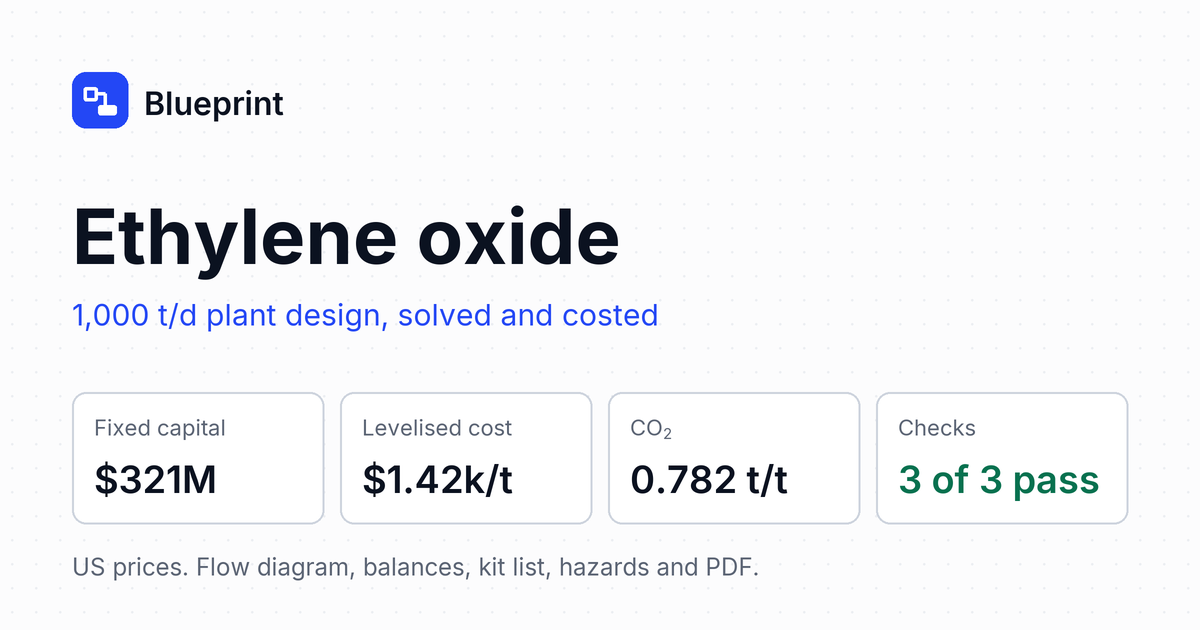 Blueprint
Ethylene oxide
1,000 t/d plant design, solved and costed
Fixed capital
$321M
Levelised cost
$1.42k/t
CO₂
0.782 t/t
Checks
3 of 3 pass
US prices. Flow diagram, balances, kit list, hazards and PDF.